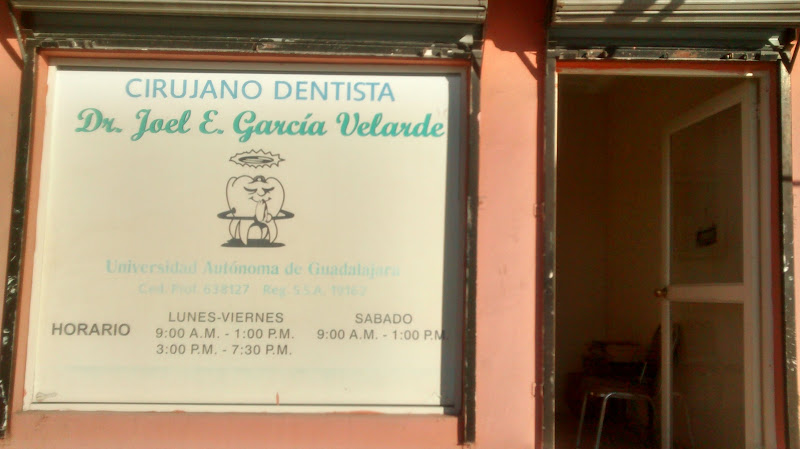 CIRUJANO DENTISTA
Dr. Joel E. García Velarde
Universidad Autónoma de Guadalajara
Ced. Prof. 638127 Reg. S.S.A.
HORARIO
LUNES-VIERNES
9:00 A.M. - 1:00 P.M.
3:00 P.M. - 7:30 P.M.
SABADO
9:00 A.M. - 1:00 P.M.